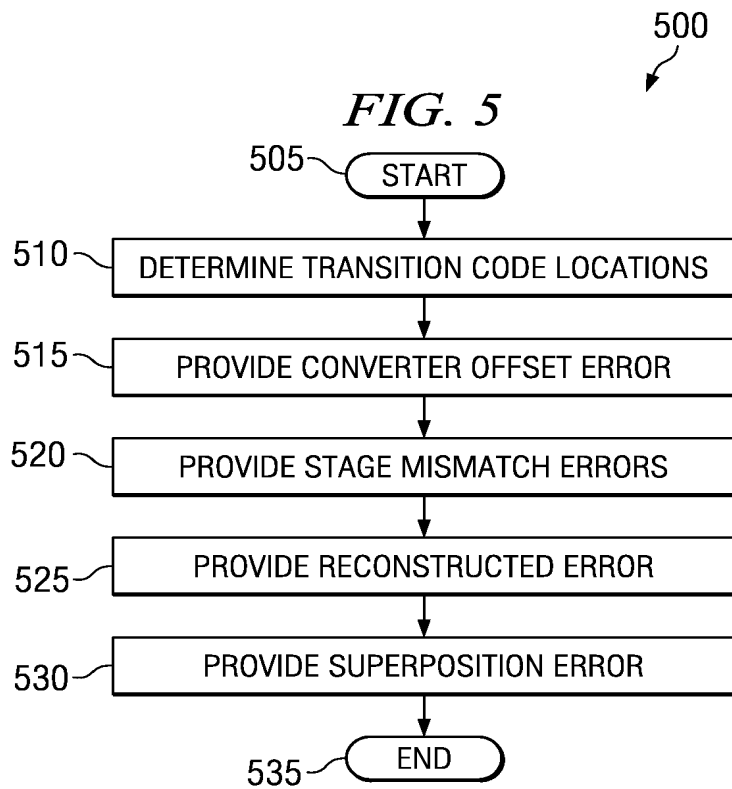 500
FIG. 5
505 START
510 DETERMINE TRANSITION CODE LOCATIONS
515 PROVIDE CONVERTER OFFSET ERROR
520 PROVIDE STAGE MISMATCH ERRORS
525 PROVIDE RECONSTRUCTED ERROR
530 PROVIDE SUPERPOSITION ERROR
535 END